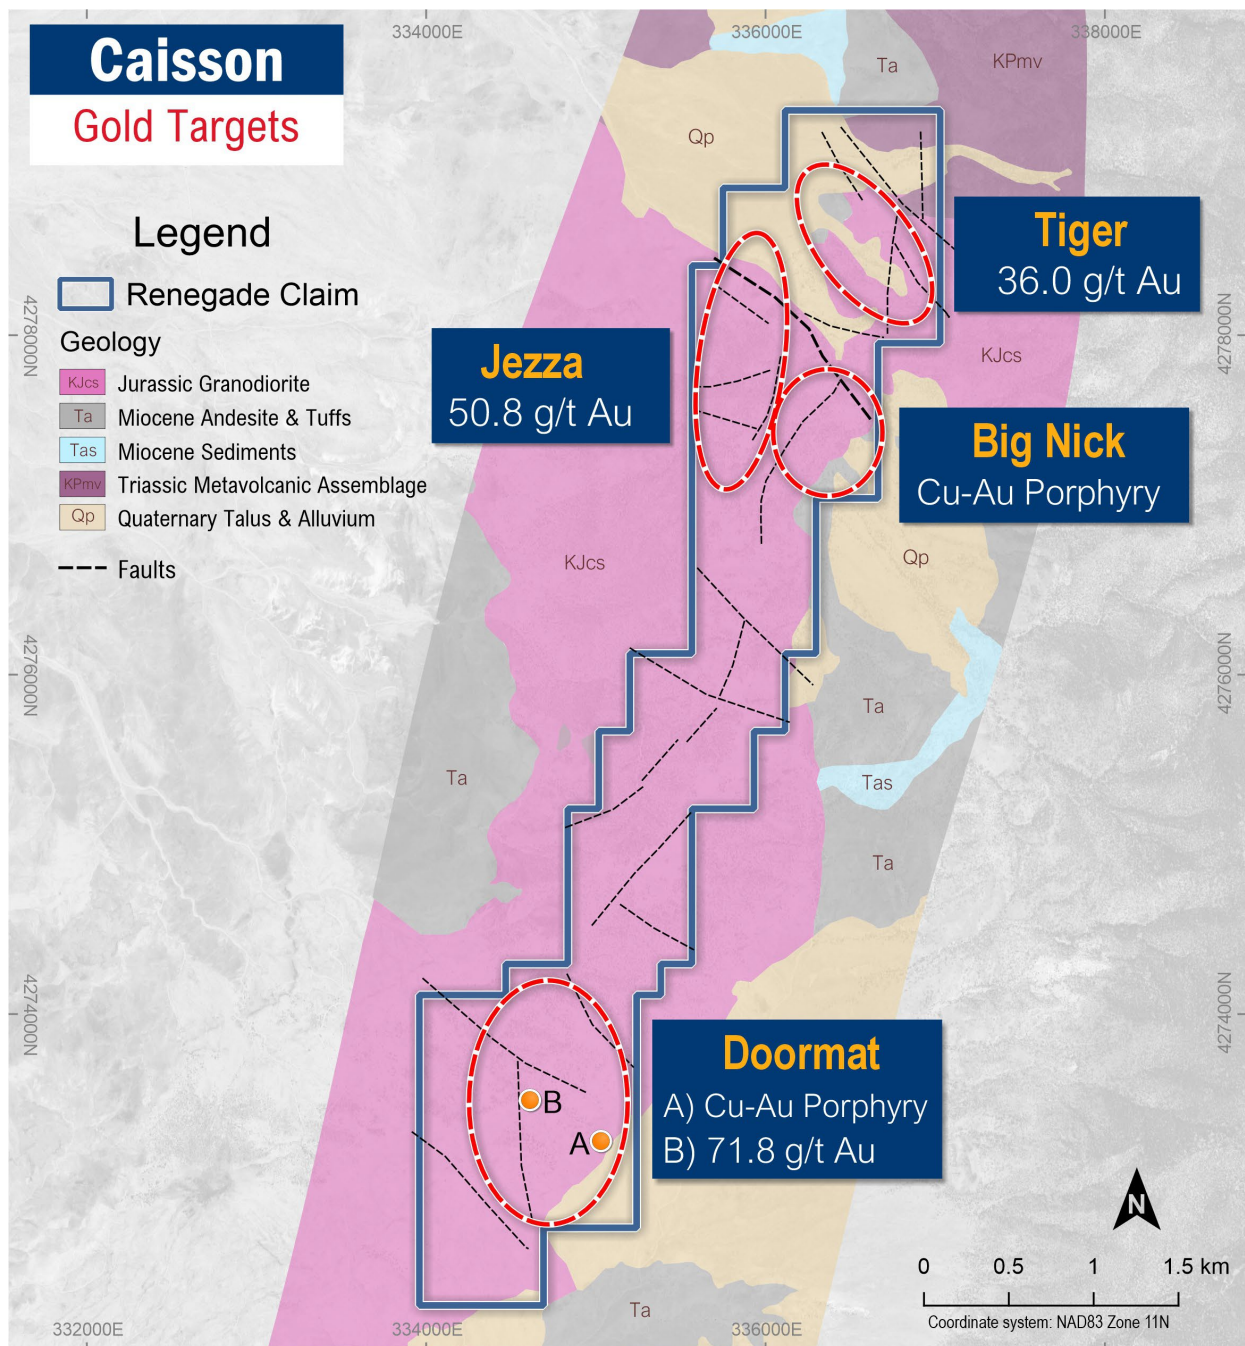 334000E
336000E
338000E
Caisson
Gold Targets
Ta
KPmv
Qp
Legend
Renegade Claim
Geology
KJcs Jurassic Granodiorite
Ta Miocene Andesite & Tuffs
Tas Miocene Sediments
KPmv Triassic Metavolcanic Assemblage
Qp Quaternary Talus & Alluvium
Faults
Tiger
36.0 g/t Au
4278000N
4278000N
Jezza
50.8 g/t Au
KJcs
Big Nick
Cu-Au Porphyry
KJcs
Qp
4276000N
4276000N
Ta
Ta
Tas
Ta
4274000N
4274000N
Doormat
A) Cu-Au Porphyry
B) 71.8 g/t Au
B
A
N
0 0.5 1 1.5 km
Coordinate system: NAD83 Zone 11N
Ta
332000E
334000E
336000E